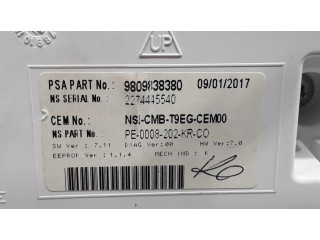 UP
PSA PART No.: 9809838380 09/01/2017
NS SERIAL No.: 2274445540
CEM No.: NSI-CMB-T9EG-CEM00
NS PART No.: PE-0008-202-KR-CO
SW Ver : 7.11 DIAG Ver :00 HW Ver. :7.0
EEPROM Ver : 1.1.4 MECH IND : K